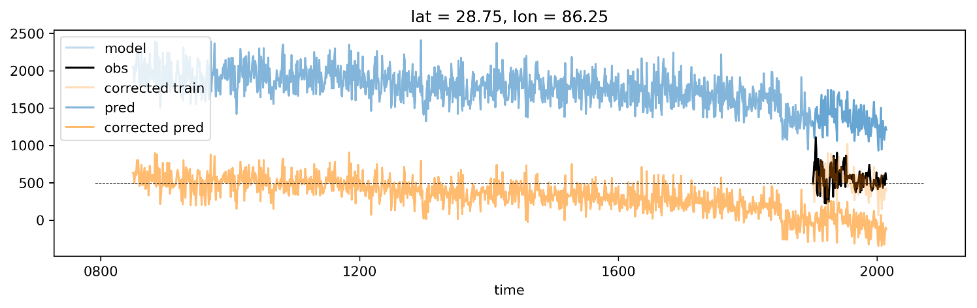 lat = 28.75, lon = 86.25
2500
2000
1500
1000
500
0
model
obs
corrected train
pred
corrected pred
0800
1200
1600
2000
time